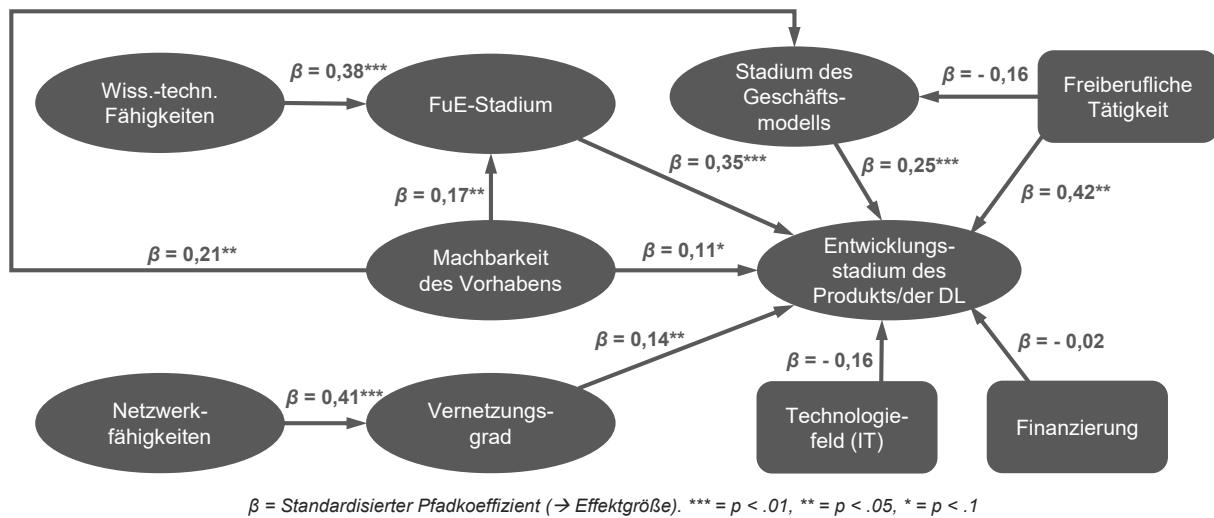 β = 0,38***
Wiss.-techn.
Fähigkeiten
FuE-Stadium
Stadium des
Geschäfts-
modells
β = - 0,16
Freiberufliche
Tätigkeit
β = 0,35***
β = 0,25***
β = 0,42**
β = 0,17**
β = 0,21**
Machbarkeit
des Vorhabens
β = 0,11*
Entwicklungs-
stadium des
Produkts/der DL
β = 0,14**
β = - 0,16
β = - 0,02
Netzwerk-
fähigkeiten
β = 0,41***
Vernetzungs-
grad
Technologie-
feld (IT)
Finanzierung
β = Standardisierter Pfadkoeffizient (→ Effektgröße). *** = p < .01, ** = p < .05, * = p < .1